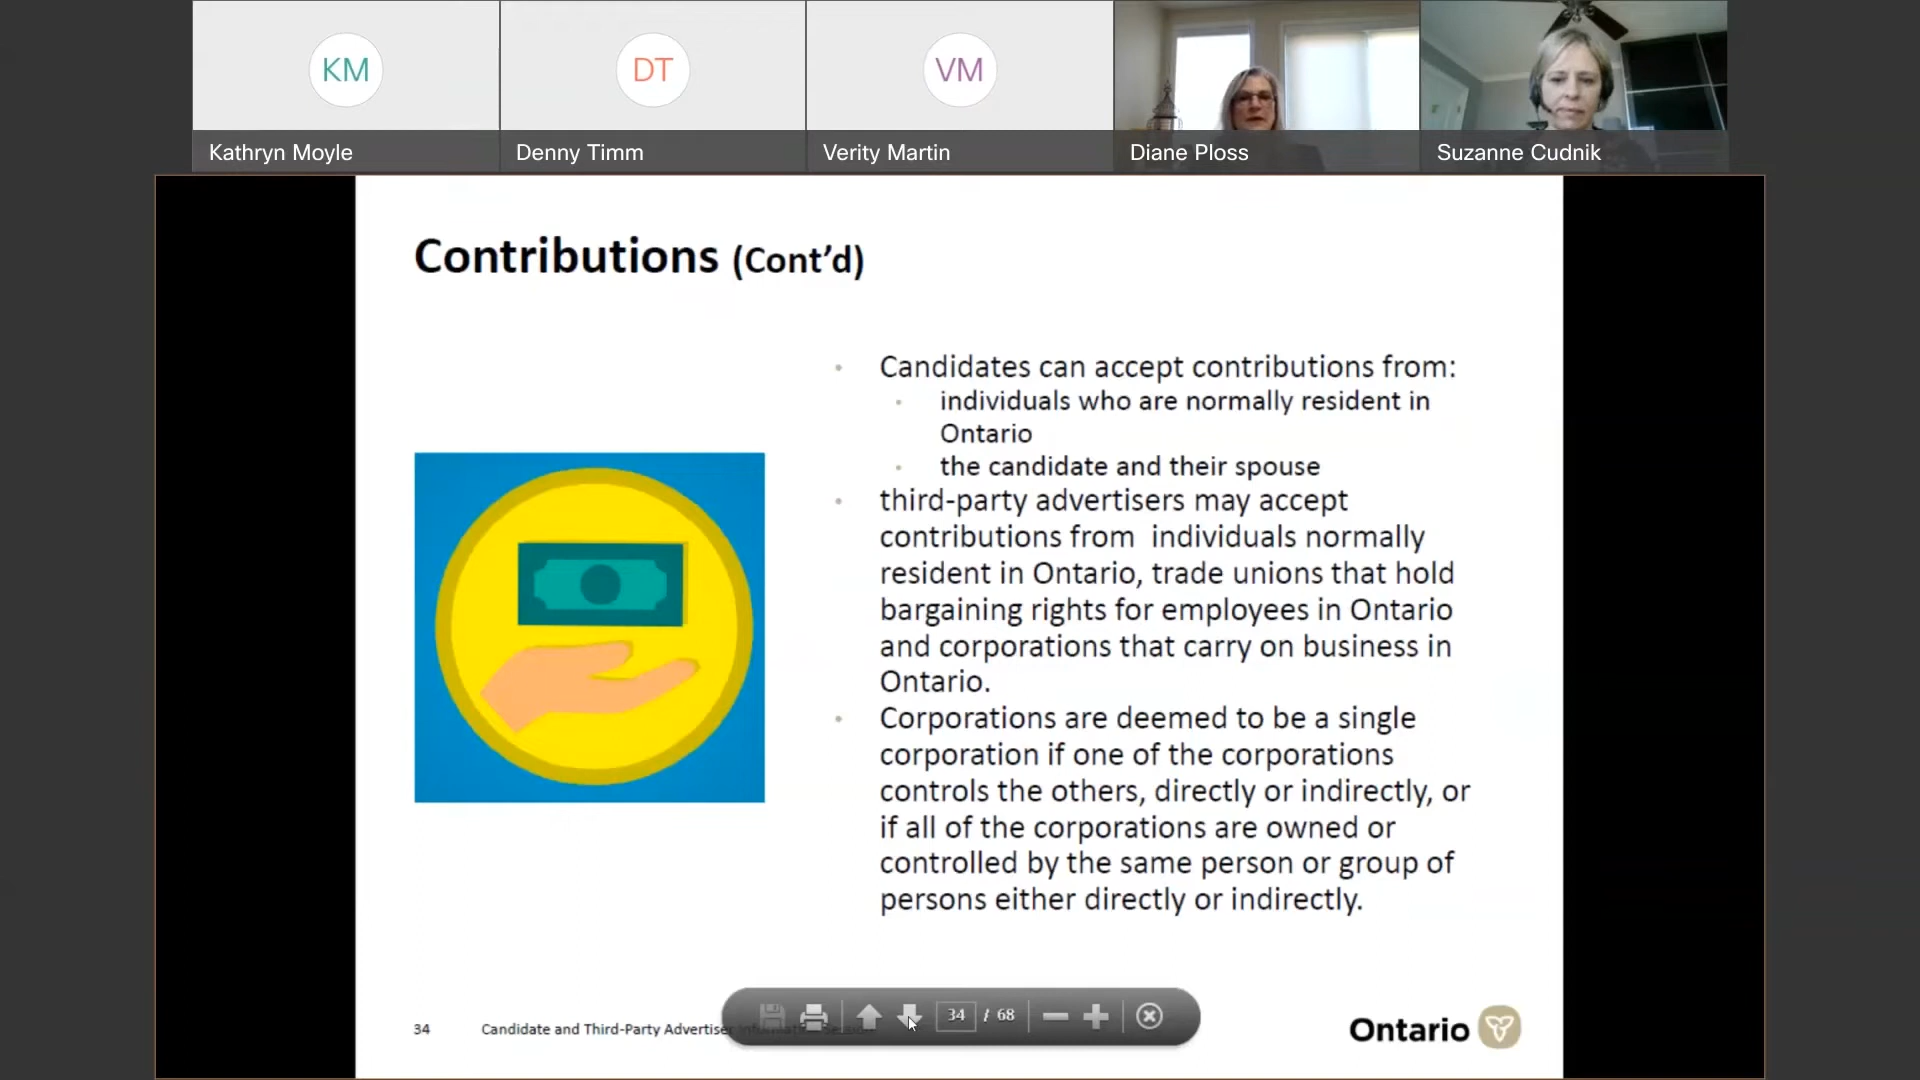 KM
DT
VM
Kathryn Moyle
Denny Timm
Verity Martin
Diane Ploss
Suzanne Cudnik
Contributions (Cont’d)
• Candidates can accept contributions from:
• individuals who are normally resident in
Ontario
• the candidate and their spouse
• third-party advertisers may accept
contributions from  individuals normally
resident in Ontario, trade unions that hold
bargaining rights for employees in Ontario
and corporations that carry on business in
Ontario.
• Corporations are deemed to be a single
corporation if one of the corporations
controls the others, directly or indirectly, or
if all of the corporations are owned or
controlled by the same person or group of
persons either directly or indirectly.
34
Candidate and Third-Party Advertiser
34 / 68
Ontario